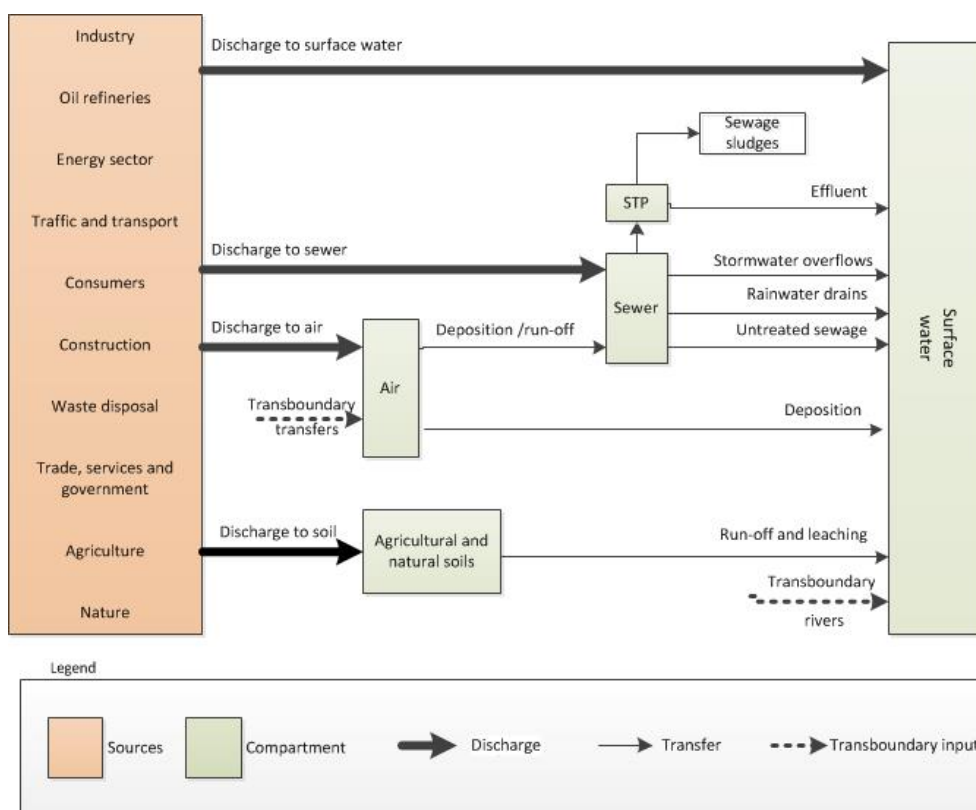 Industry
Oil refineries
Energy sector
Traffic and transport
Consumers
Construction
Waste disposal
Trade, services and
government
Agriculture
Nature
Discharge to surface water
Sewage
sludges
STP
Effluent
Discharge to sewer
Sewer
Stormwater overflows
Rainwater drains
Untreated sewage
Discharge to air
Air
Deposition /run-off
Transboundary
transfers
Deposition
Discharge to soil
Agricultural and
natural soils
Run-off and leaching
Transboundary
rivers
Surface
water
Legend
Sources
Compartment
Discharge
Transfer
Transboundary input